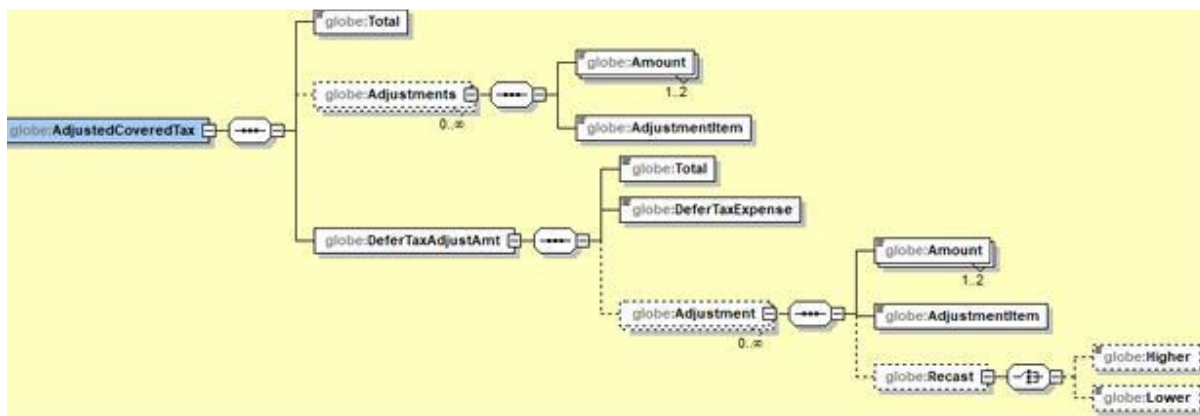 globe:Total
globe:Amount
1..2
globe:Adjustments
0..∞
globe:AdjustmentItem
globe:AdjustedCoveredTax
globe:Total
globe:DeferTaxExpense
globe:DeferTaxAdjustAmt
globe:Amount
1..2
globe:Adjustment
0..∞
globe:AdjustmentItem
globe:Recast
globe:Higher
globe:Lower